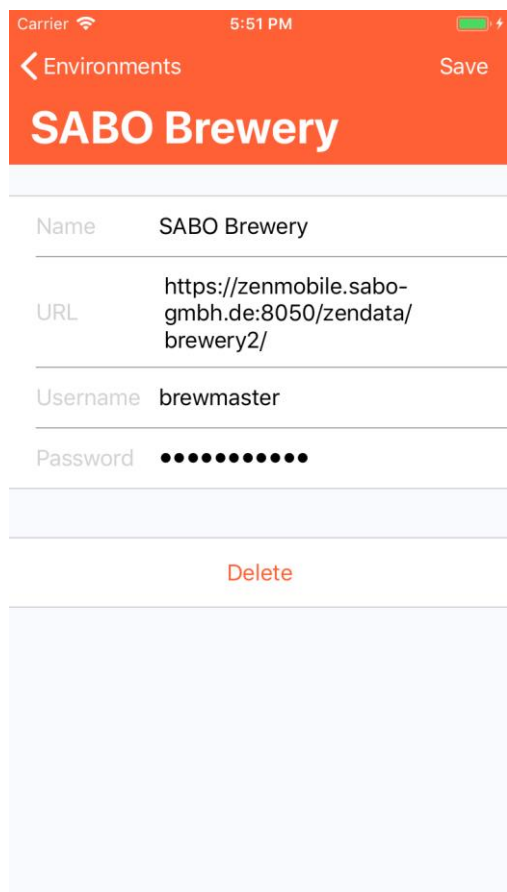 Carrier 5:51 PM
Environments Save
SABO Brewery
Name SABO Brewery
URL https://zenmobile.sabo-
gmbh.de:8050/zendata/
brewery2/
Username brewmaster
Password ●●●●●●●●●●●
Delete